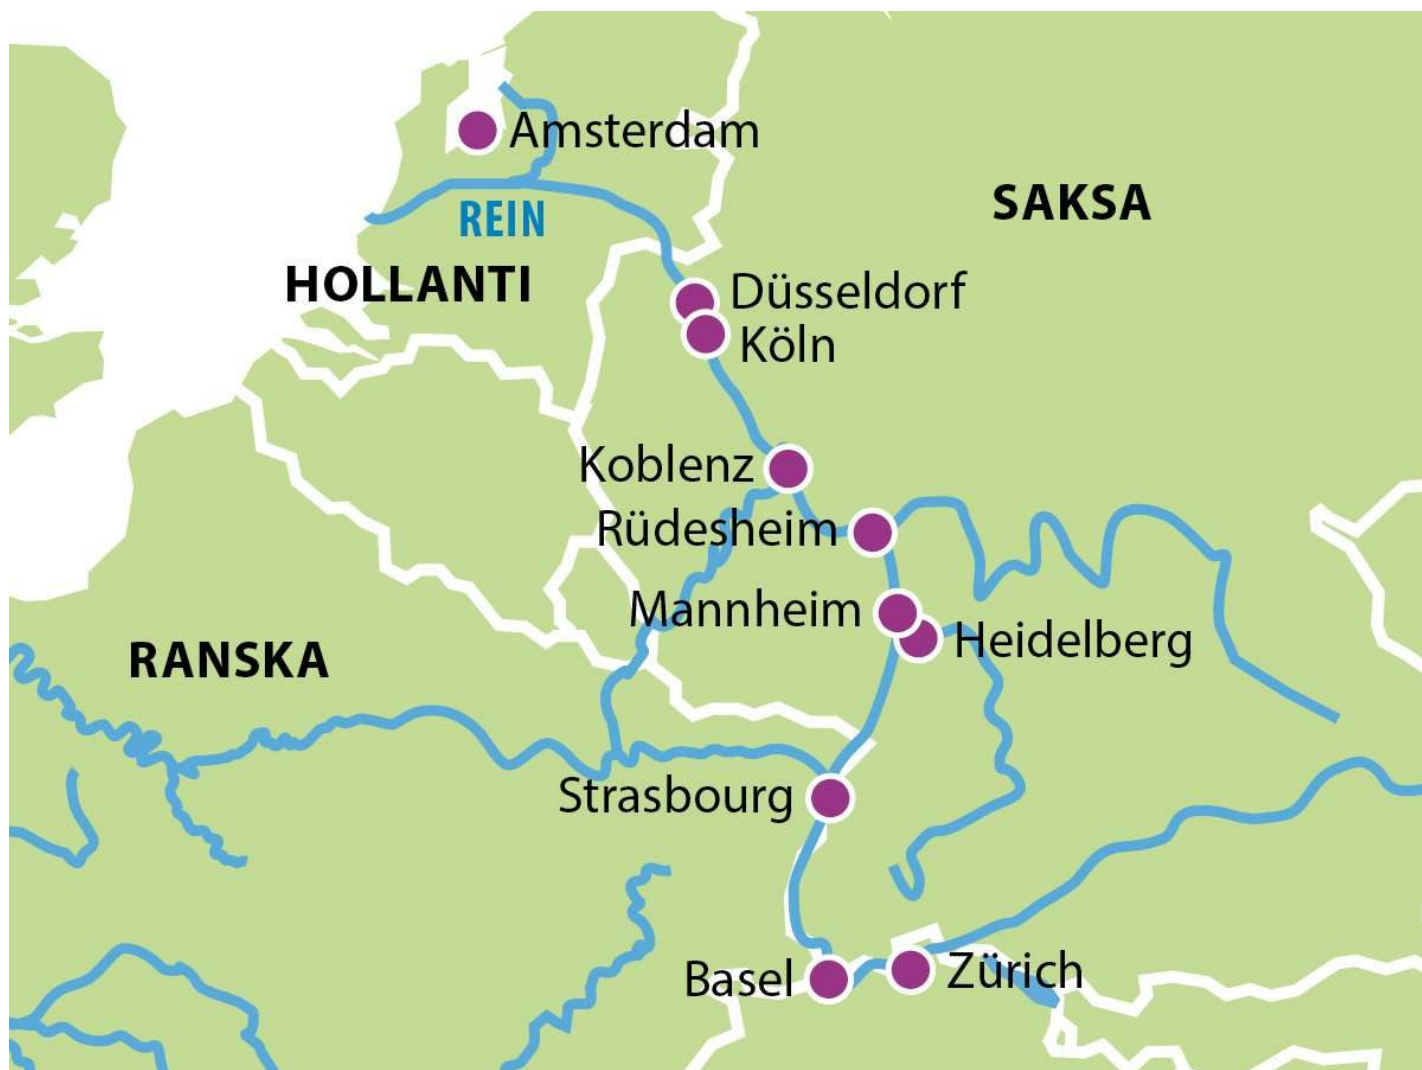 Amsterdam
SAKSA
REIN
HOLLANTI
Düsseldorf
Köln
Koblenz
Rüdesheim
Mannheim
Heidelberg
RANSKA
Strasbourg
Basel
Zürich